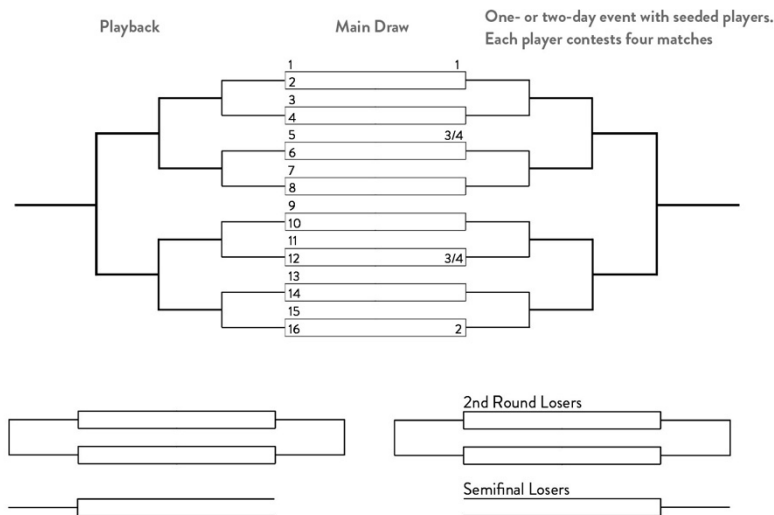 Playback
Main Draw
One- or two-day event with seeded players.
Each player contests four matches
1 1
2
3
4
5 3/4
6
7
8
9
10
11
12 3/4
13
14
15
16 2
2nd Round Losers
Semifinal Losers